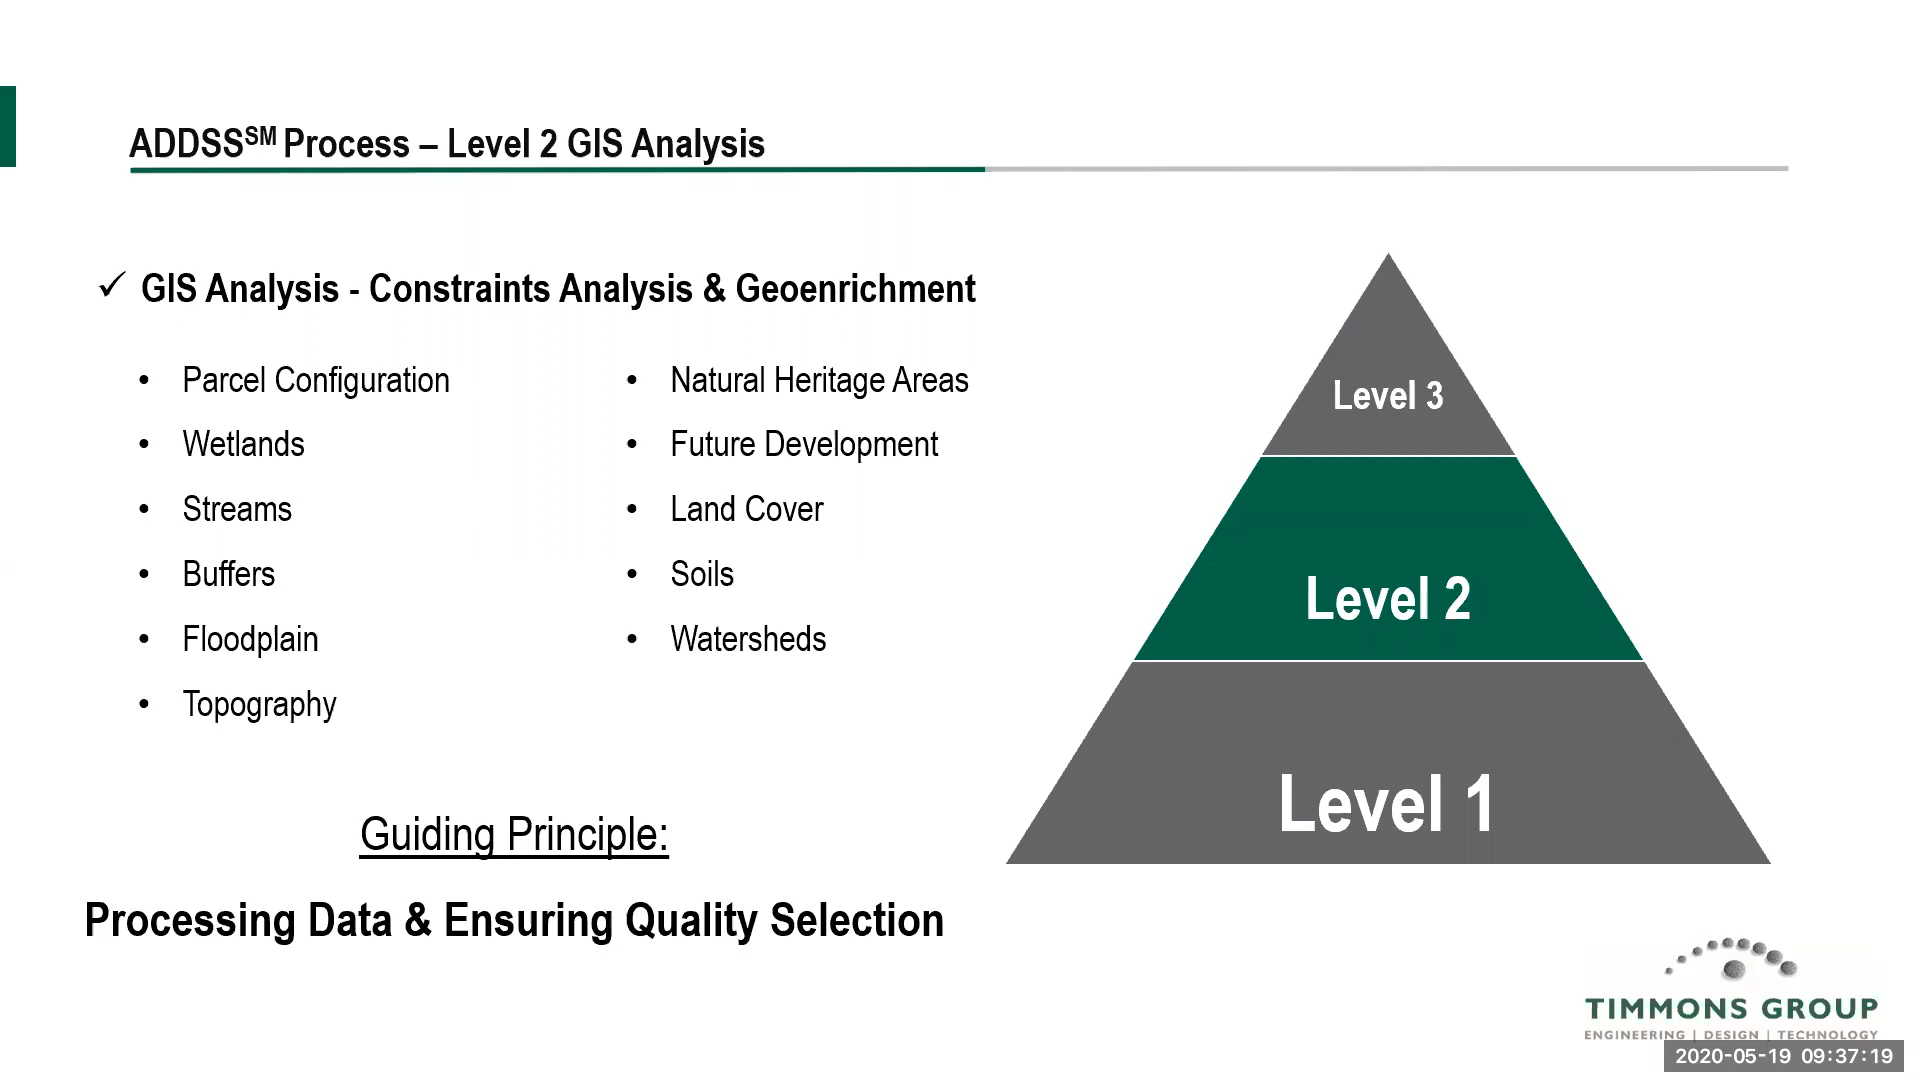 ADDSSSM Process – Level 2 GIS Analysis
✓ GIS Analysis - Constraints Analysis & Geoenrichment
• Parcel Configuration
• Wetlands
• Streams
• Buffers
• Floodplain
• Topography
• Natural Heritage Areas
• Future Development
• Land Cover
• Soils
• Watersheds
Guiding Principle:
Processing Data & Ensuring Quality Selection
Level 3
Level 2
Level 1
TIMMONS GROUP
ENGINEERING | DESIGN | TECHNOLOGY
2020-05-19 09:37:19